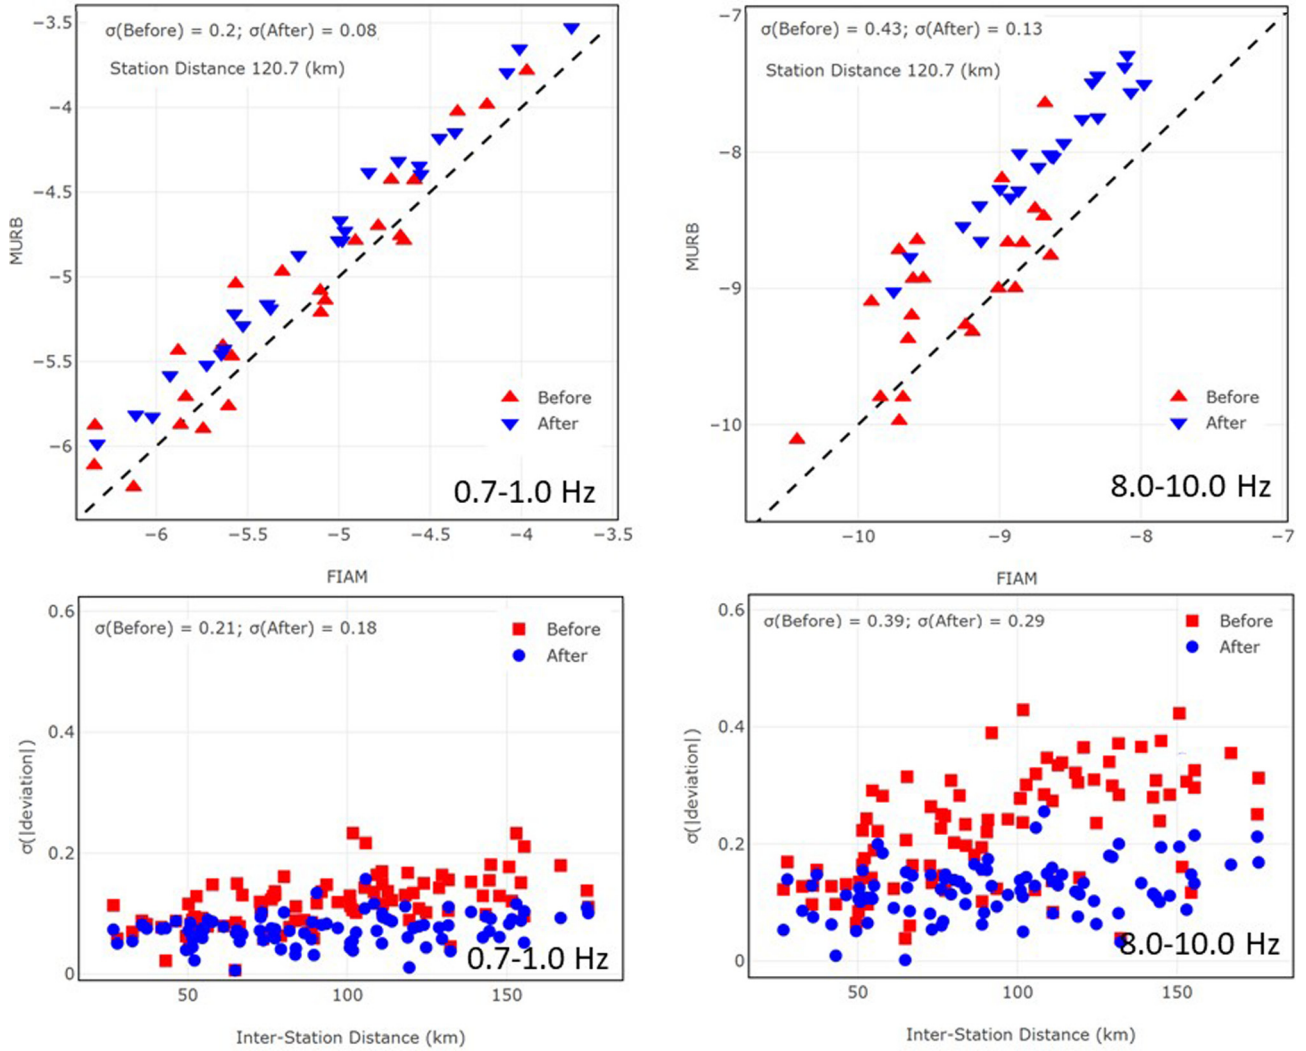 σ(Before) = 0.2; σ(After) = 0.08
Station Distance 120.7 (km)
−3.5
−4
−4.5
−5
−5.5
−6
MURB
Before
After
0.7-1.0 Hz
−6
−5.5
−5
−4.5
−4
−3.5
FIAM
σ(Before) = 0.43; σ(After) = 0.13
Station Distance 120.7 (km)
−7
−8
−9
−10
MURB
Before
After
8.0-10.0 Hz
−10
−9
−8
−7
FIAM
σ(Before) = 0.21; σ(After) = 0.18
Before
After
0.6
0.4
0.2
0
σ(|deviation|)
0.7-1.0 Hz
50
100
150
Inter-Station Distance (km)
σ(Before) = 0.39; σ(After) = 0.29
Before
After
0.6
0.4
0.2
0
σ(|deviation|)
8.0-10.0 Hz
50
100
150
Inter-Station Distance (km)